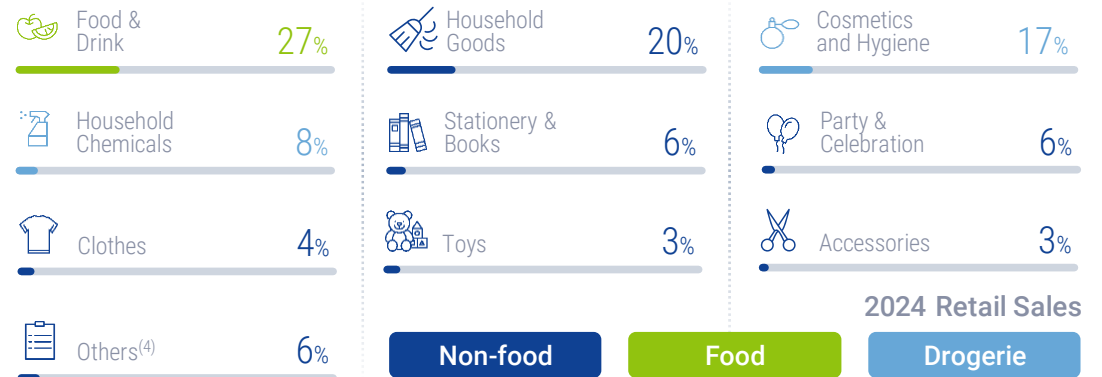 Food &
Drink
27%
Household
Goods
20%
Cosmetics
and Hygiene
17%
Household
Chemicals
8%
Stationery &
Books
6%
Party &
Celebration
6%
Clothes
4%
Toys
3%
Accessories
3%
2024 Retail Sales
Others(4)
6%
Non-food
Food
Drogerie